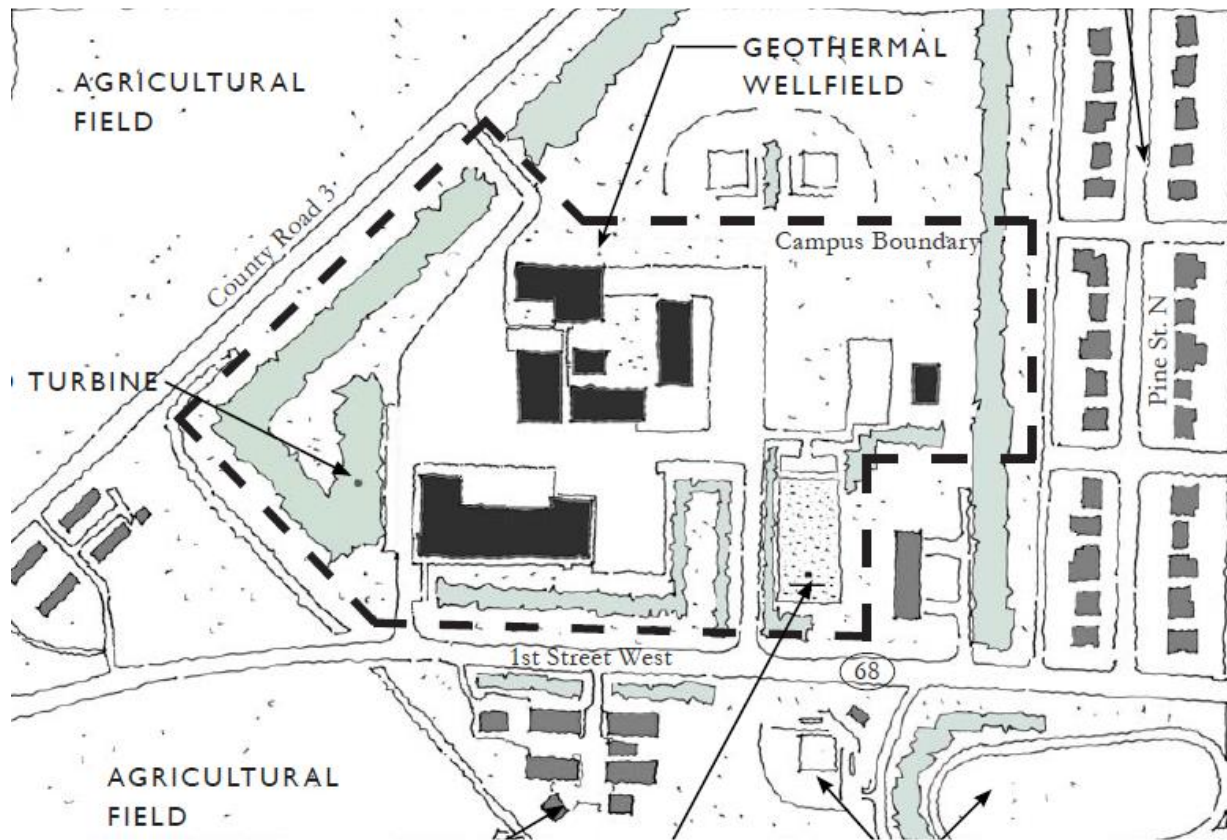 GEOTHERMAL
WELLFIELD
AGRICULTURAL
FIELD
County Road 3
Campus Boundary
TURBINE
Pine St. N
1st Street West
68
AGRICULTURAL
FIELD